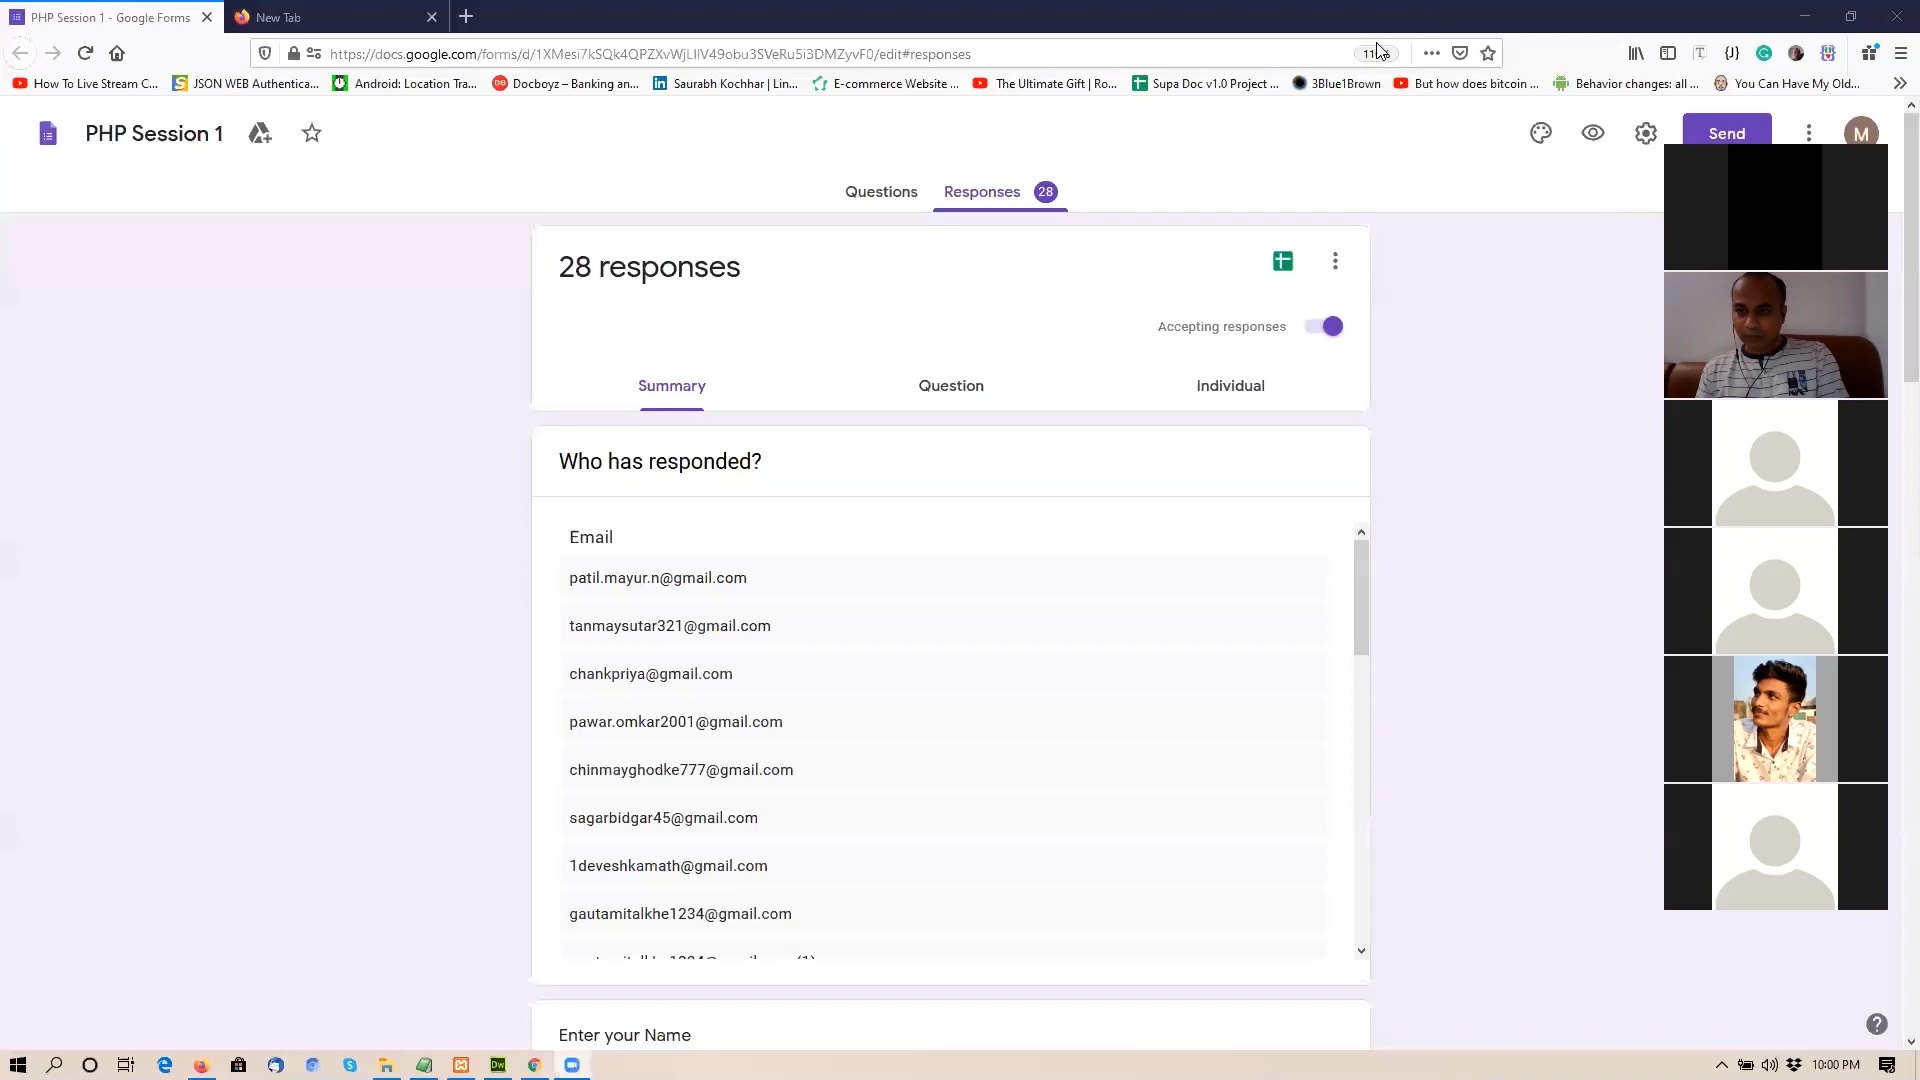 PHP Session 1 - Google Forms
New Tab
https://docs.google.com/forms/d/1XMesi7kSQk4QPZXvWjLIIV49obu3SVeRu5i3DMZyvF0/edit#responses
How To Live Stream C...
JSON WEB Authentica...
Android: Location Tra...
Docboyz – Banking an...
Saurabh Kochhar | Lin...
E-commerce Website ...
The Ultimate Gift | Ro...
Supa Doc v1.0 Project ...
3Blue1Brown
But how does bitcoin ...
Behavior changes: all ...
You Can Have My Old...
PHP Session 1
Send
M
Questions
Responses 28
28 responses
Accepting responses
Summary
Question
Individual
Who has responded?
Email
patil.mayur.n@gmail.com
tanmaysutar321@gmail.com
chankpriya@gmail.com
pawar.omkar2001@gmail.com
chinmayghodke777@gmail.com
sagarbidgar45@gmail.com
1deveshkamath@gmail.com
gautamitalkhe1234@gmail.com
Enter your Name
10:00 PM